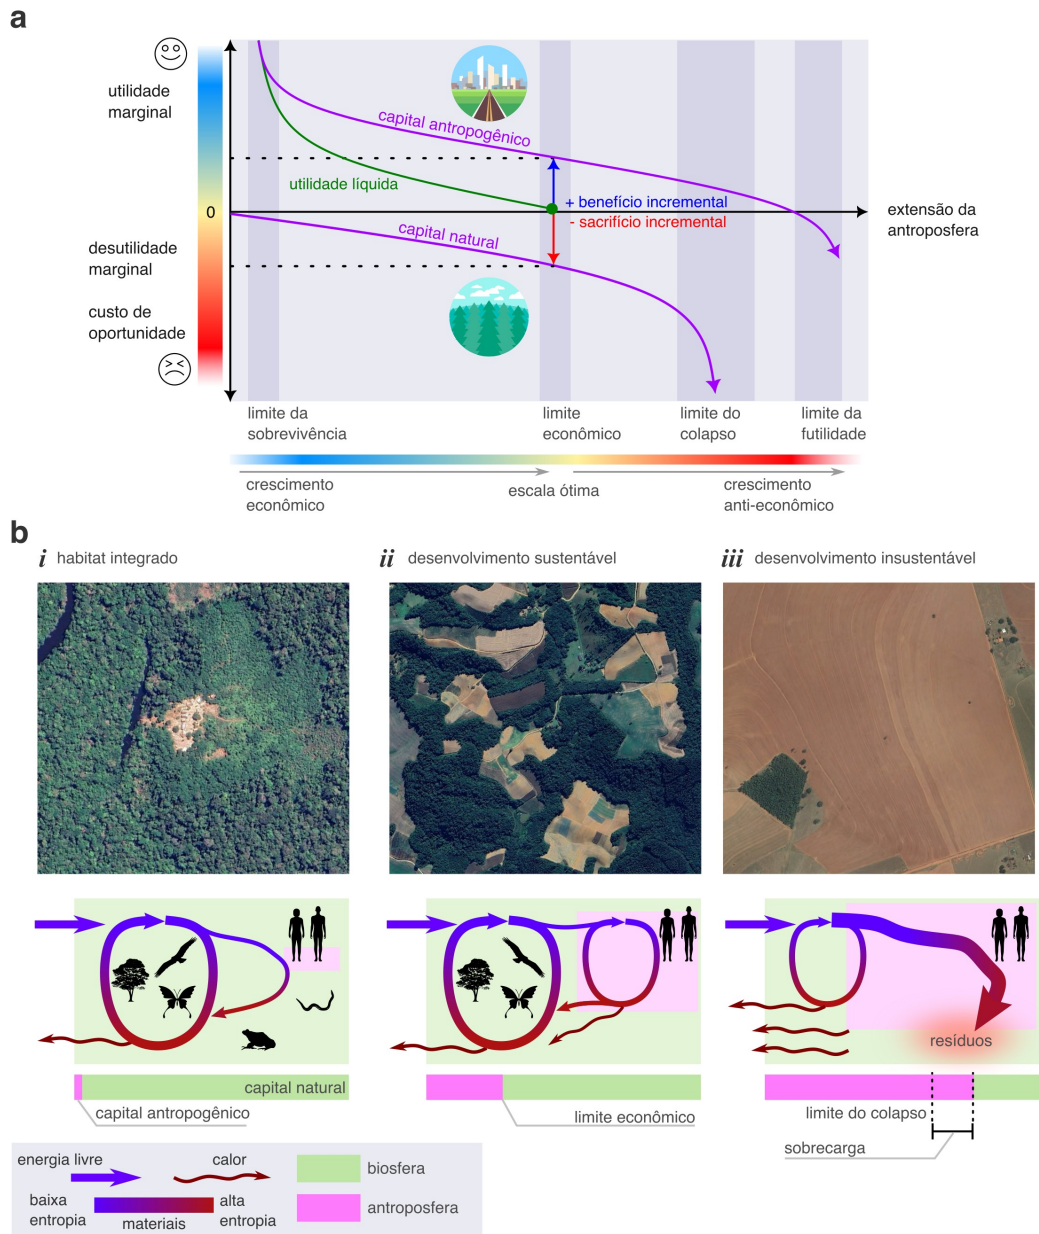 a
utilidade
marginal
capital antropogênico
utilidade líquida
+ benefício incremental
0
- sacrifício incremental
extensão da
antroposfera
capital natural
desutilidade
marginal
custo de
oportunidade
limite da
sobrevivência
limite
econômico
limite do
colapso
limite da
futilidade
crescimento
econômico
escala ótima
crescimento
anti-econômico
b
i habitat integrado
ii desenvolvimento sustentável
iii desenvolvimento insustentável
resíduos
capital natural
capital antropogênico
limite econômico
limite do colapso
sobrecarga
energia livre
calor
biosfera
baixa
entropia
materiais
alta
entropia
antroposfera